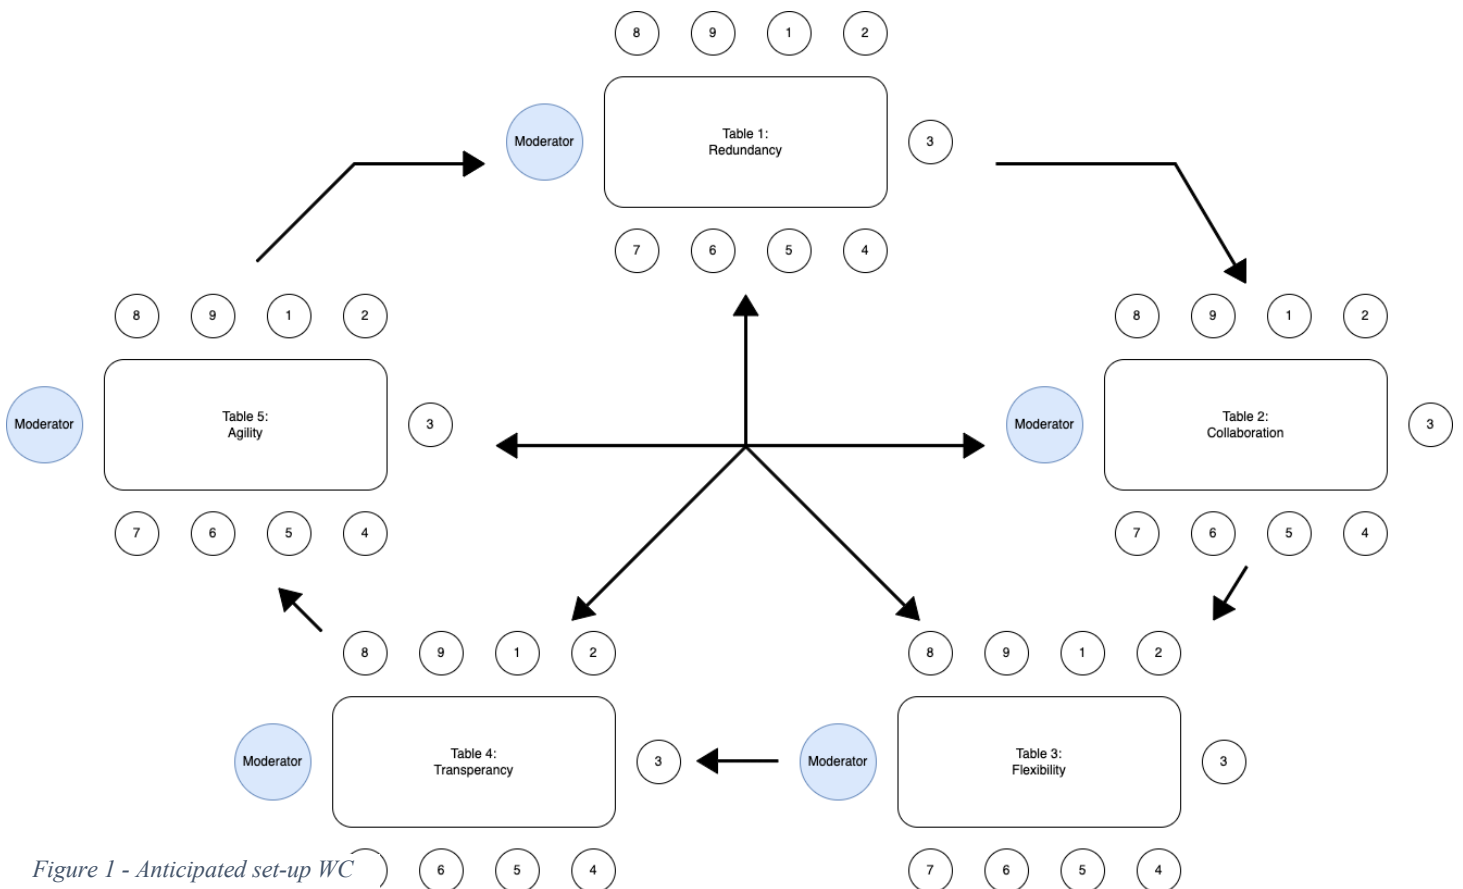 8 9 1 2
Moderator
Table 1:
Redundancy
3
7 6 5 4
8 9 1 2
Moderator
Table 5:
Agility
3
7 6 5 4
8 9 1 2
Moderator
Table 2:
Collaboration
3
7 6 5 4
8 9 1 2
Moderator
Table 4:
Transperancy
3
6 5 4
8 9 1 2
Moderator
Table 3:
Flexibility
3
7 6 5 4
Figure 1 - Anticipated set-up WC